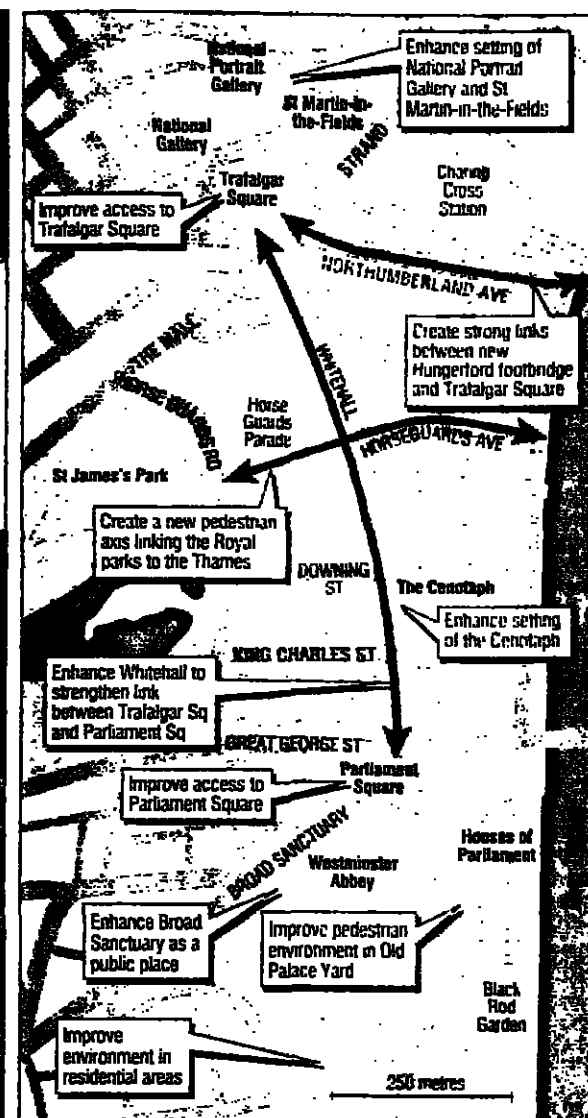 National
Portrait
Gallery
Enhance setting of
National Portrait
Gallery and St
Martin-in-the-Fields
St Martin-in-
the-Fields
National
Gallery
STRAND
Trafalgar
Square
Charing
Cross
Station
Improve access to
Trafalgar Square
NORTHUMBERLAND AVE
Create strong links
between new
Hungerford footbridge
and Trafalgar Square
THE MALL
HORSE GUARDS RD
WHITEHALL
Horse
Guards
Parade
HORSEGUARDS AVE
St James's Park
Create a new pedestrian
axis linking the Royal
parks to the Thames
DOWNING
ST
The Cenotaph
Enhance setting
of the Cenotaph
KING CHARLES ST
Enhance Whitehall to
strengthen link
between Trafalgar Sq
and Parliament Sq
GREAT GEORGE ST
Parliament
Square
Improve access to
Parliament Square
BROAD SANCTUARY
Houses of
Parliament
Westminster
Abbey
Enhance Broad
Sanctuary as a
public place
Improve pedestrian
environment in Old
Palace Yard
Black
Rod
Garden
Improve
environment in
residential areas
250 metres